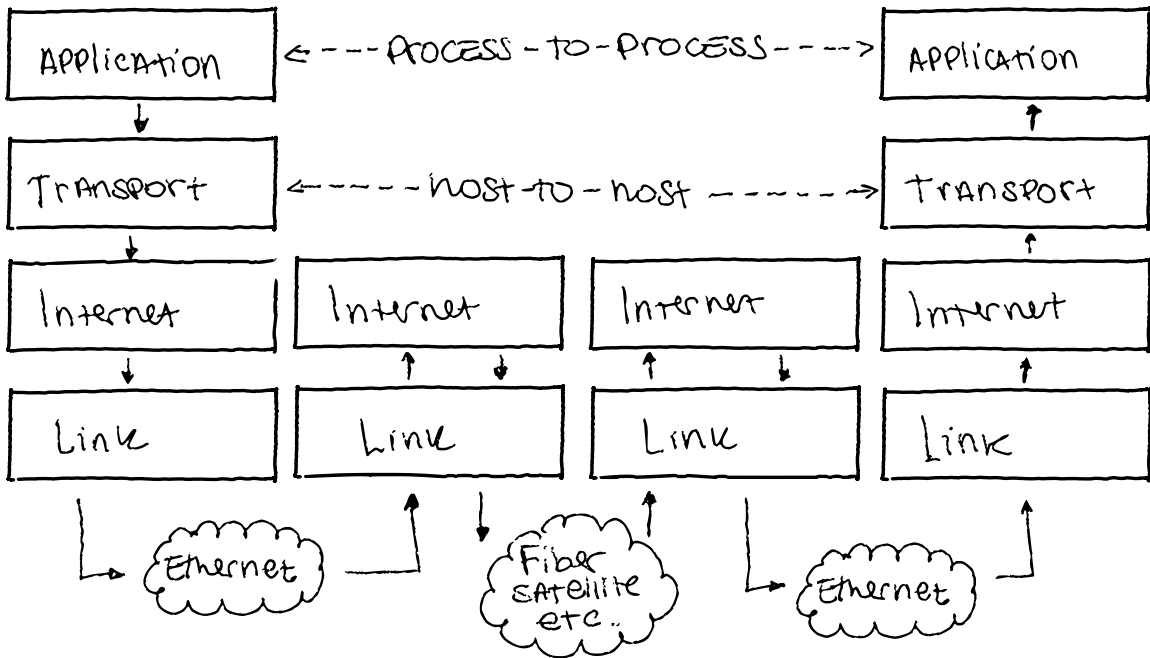 Application
Process-to-Process
Application
Transport
host-to-host
Transport
Internet
Internet
Internet
Internet
Link
Link
Link
Link
Ethernet
Fiber
satellite
etc..
Ethernet